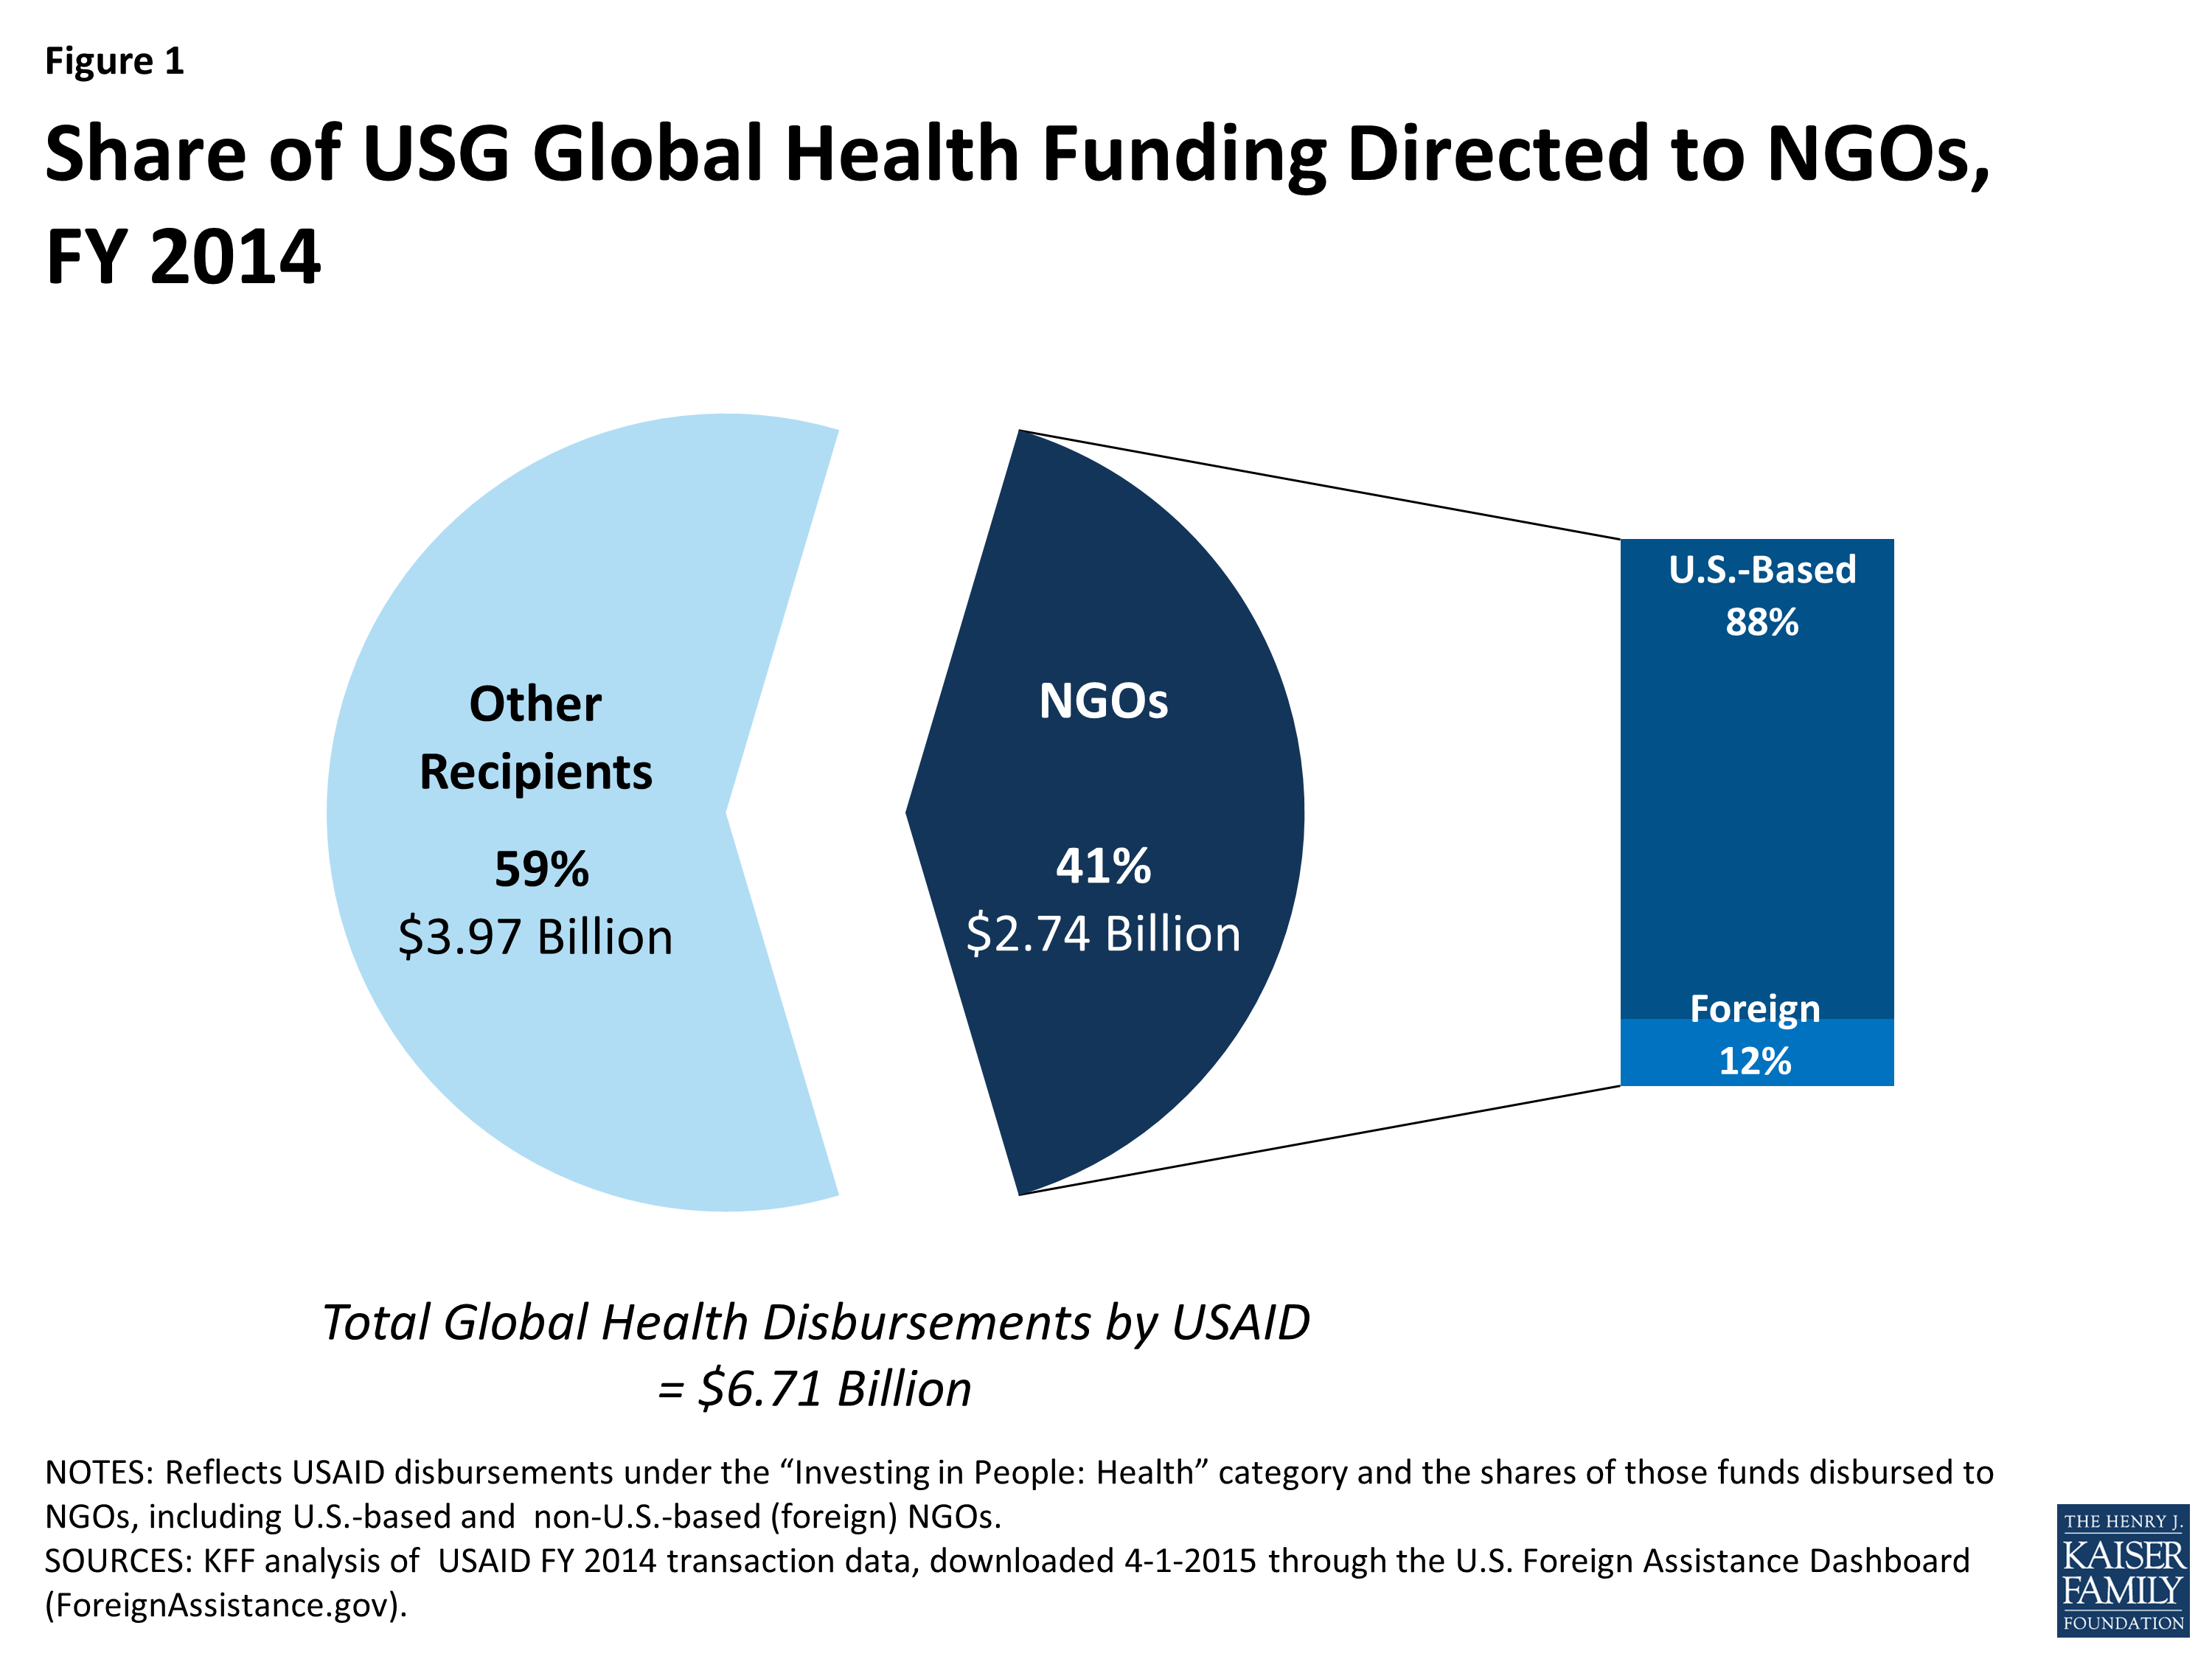 Figure 1
Share of USG Global Health Funding Directed to NGOs,
FY 2014
Other
Recipients
59%
$3.97 Billion
NGOs
41%
$2.74 Billion
U.S.-Based
88%
Foreign
12%
Total Global Health Disbursements by USAID
= $6.71 Billion
NOTES: Reflects USAID disbursements under the “Investing in People: Health” category and the shares of those funds disbursed to
NGOs, including U.S.-based and  non-U.S.-based (foreign) NGOs.
SOURCES: KFF analysis of  USAID FY 2014 transaction data, downloaded 4-1-2015 through the U.S. Foreign Assistance Dashboard
(ForeignAssistance.gov).
THE HENRY J.
KAISER
FAMILY
FOUNDATION